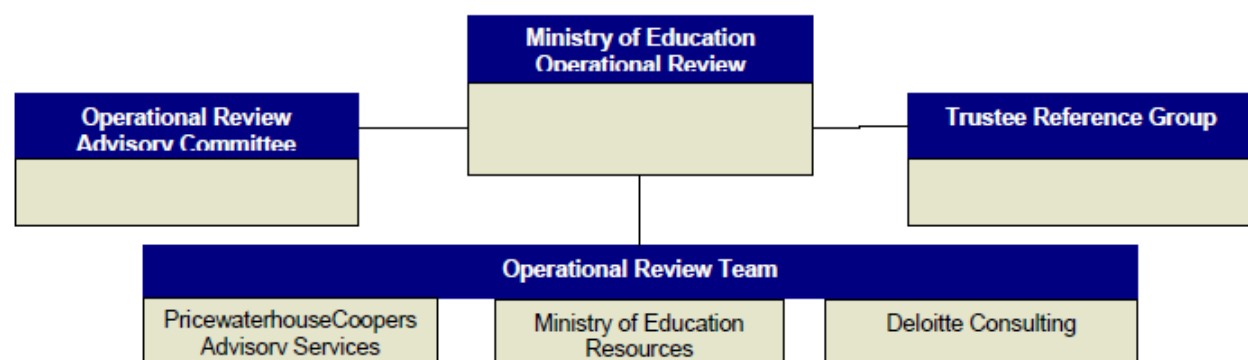 Ministry of Education
Operational Review
Operational Review
Advisory Committee
Trustee Reference Group
Operational Review Team
PricewaterhouseCoopers
Advisory Services
Ministry of Education
Resources
Deloitte Consulting